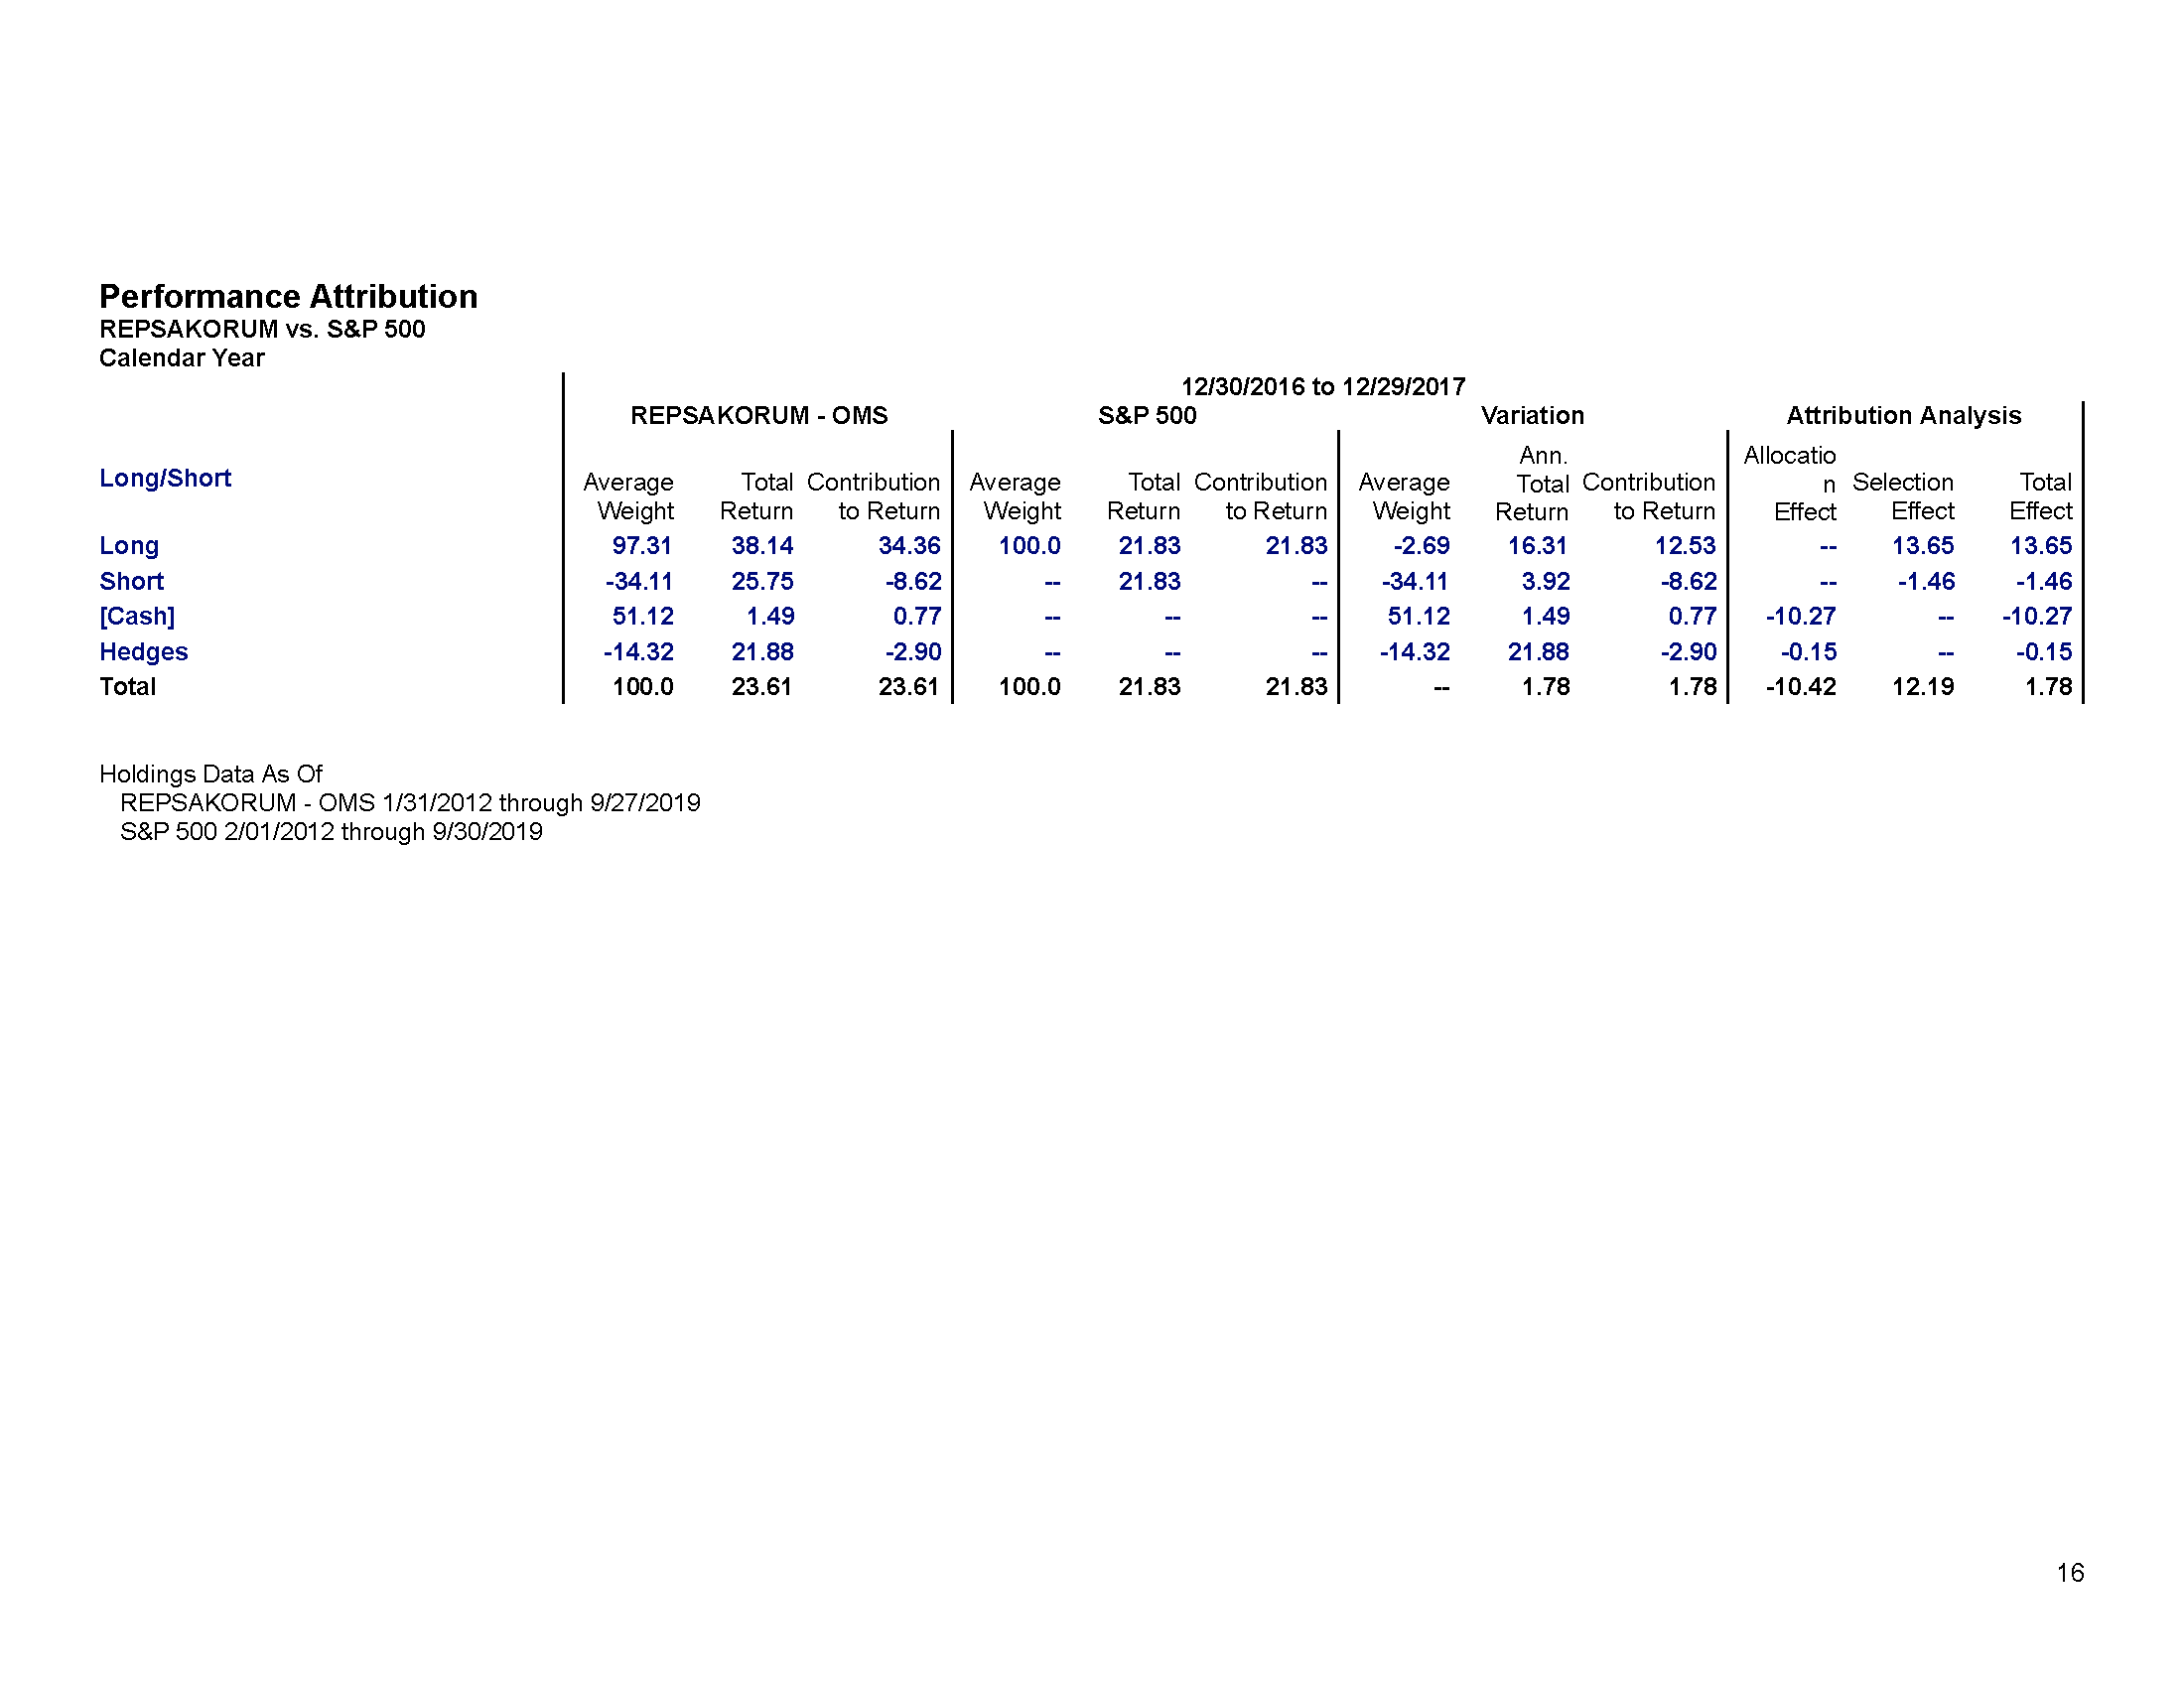 Performance Attribution
REPSAKORUM vs. S&P 500
Calendar Year
12/30/2016 to 12/29/2017
REPSAKORUM - OMS S&P 500 Variation Attribution Analysis
Long/Short Average Weight Total Return Contribution to Return Average Weight Total Return Contribution to Return Average Weight Ann. Total Return Contribution to Return Allocatio n Effect Selection Effect Total Effect
Long 97.31 38.14 34.36 100.0 21.83 21.83 -2.69 16.31 12.53 -- 13.65 13.65
Short -34.11 25.75 -8.62 -- 21.83 -- -34.11 3.92 -8.62 -- -1.46 -1.46
[Cash] 51.12 1.49 0.77 -- -- -- 51.12 1.49 0.77 -10.27 -- -10.27
Hedges -14.32 21.88 -2.90 -- -- -- -14.32 21.88 -2.90 -0.15 -- -0.15
Total 100.0 23.61 23.61 100.0 21.83 21.83 -- 1.78 1.78 -10.42 12.19 1.78
Holdings Data As Of
REPSAKORUM - OMS 1/31/2012 through 9/27/2019
S&P 500 2/01/2012 through 9/30/2019
16